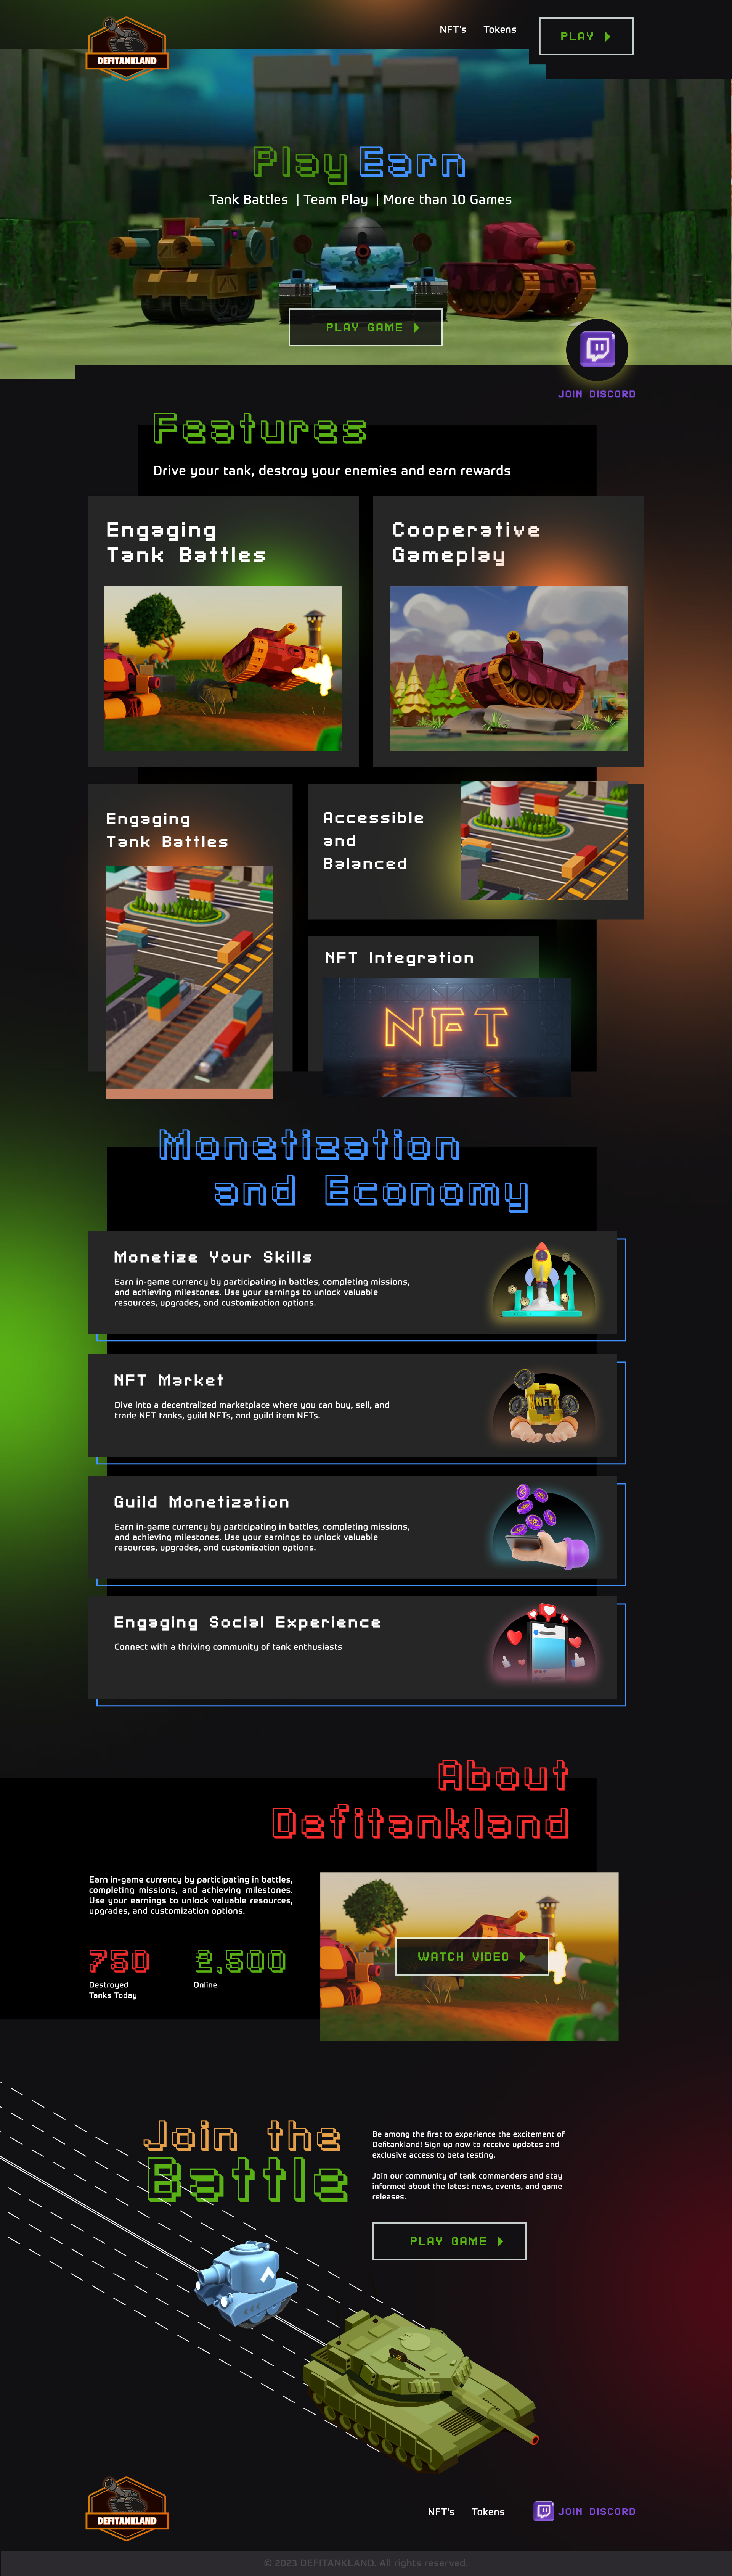 DEFITANKLAND
NFT's
Tokens
PLAY
Play Earn
Tank Battles | Team Play | More than 10 Games
PLAY GAME
JOIN DISCORD
Features
Drive your tank, destroy your enemies and earn rewards
Engaging
Tank Battles
Cooperative
Gameplay
Engaging
Tank Battles
Accessible
and
Balanced
NFT Integration
NFT
Monetization
and Economy
Monetize Your Skills
Earn in-game currency by participating in battles, completing missions,
and achieving milestones. Use your earnings to unlock valuable
resources, upgrades, and customization options.
NFT Market
Dive into a decentralized marketplace where you can buy, sell, and
trade NFT tanks, guild NFTs, and guild item NFTs.
NFT
Guild Monetization
Earn in-game currency by participating in battles, completing missions,
and achieving milestones. Use your earnings to unlock valuable
resources, upgrades, and customization options.
Engaging Social Experience
Connect with a thriving community of tank enthusiasts
About
Defitankland
Earn in-game currency by participating in battles,
completing missions, and achieving milestones.
Use your earnings to unlock valuable resources,
upgrades, and customization options.
750
Destroyed
Tanks Today
2,500
Online
WATCH VIDEO
Join the
Battle
Be among the first to experience the excitement of
Defitankland! Sign up now to receive updates and
exclusive access to beta testing.
Join our community of tank commanders and stay
informed about the latest news, events, and game
releases.
PLAY GAME
DEFITANKLAND
NFT's
Tokens
JOIN DISCORD
© 2023 DEFITANKLAND. All rights reserved.